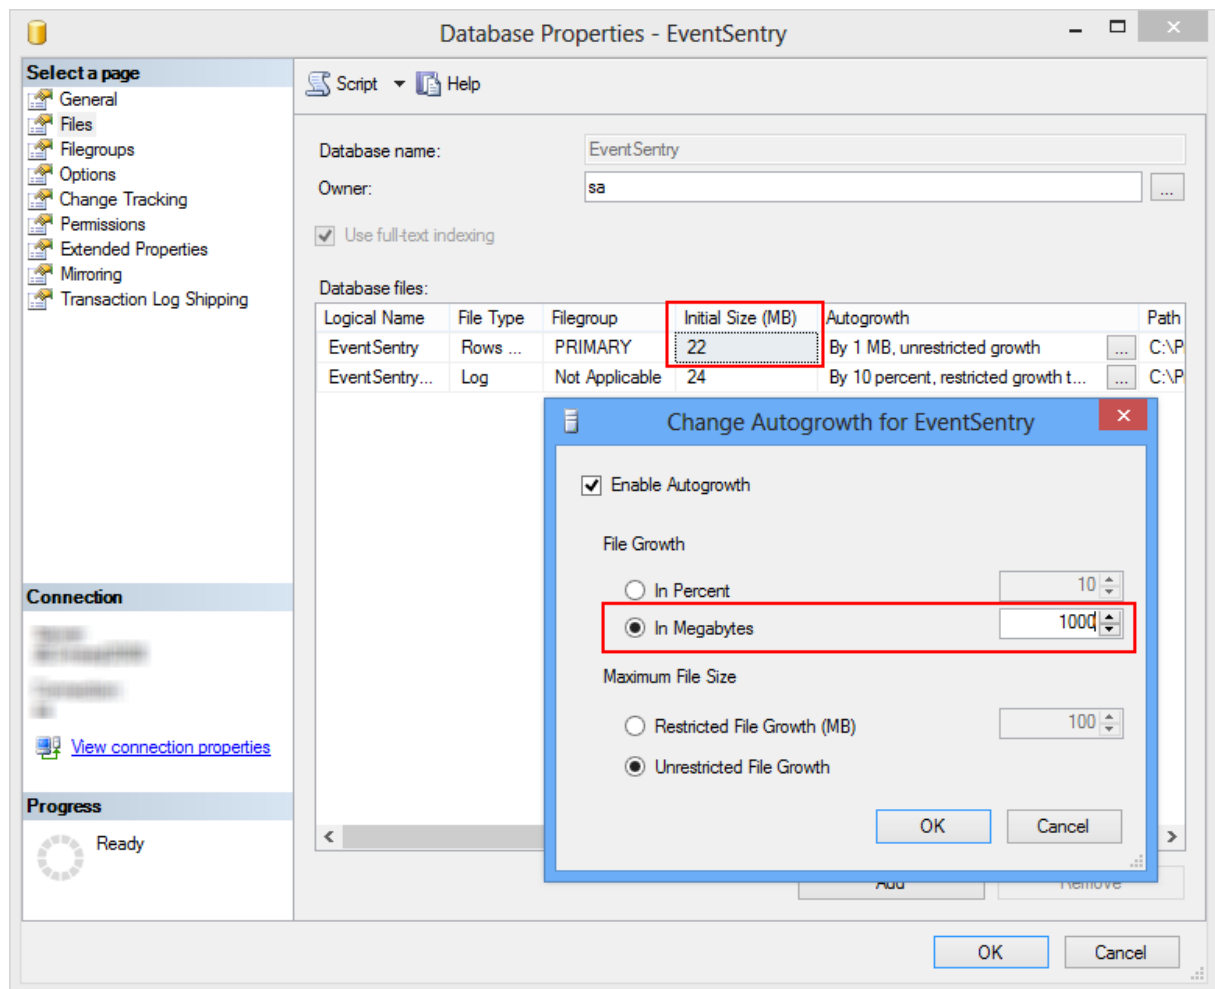 Database Properties - EventSentry
Select a page
General
Files
Filegroups
Options
Change Tracking
Permissions
Extended Properties
Mirroring
Transaction Log Shipping
Script Help
Database name: EventSentry
Owner: sa ...
Use full-text indexing
Database files:
Logical Name File Type Filegroup Initial Size (MB) Autogrowth Path
EventSentry Rows ... PRIMARY 22 By 1 MB, unrestricted growth ... C:\P
EventSentry... Log Not Applicable 24 By 10 percent, restricted growth t... ... C:\P
Change Autogrowth for EventSentry
Enable Autogrowth
File Growth
In Percent 10
In Megabytes 1000
Maximum File Size
Restricted File Growth (MB) 100
Unrestricted File Growth
OK Cancel
Connection
View connection properties
Progress
Ready
Add Remove
OK Cancel